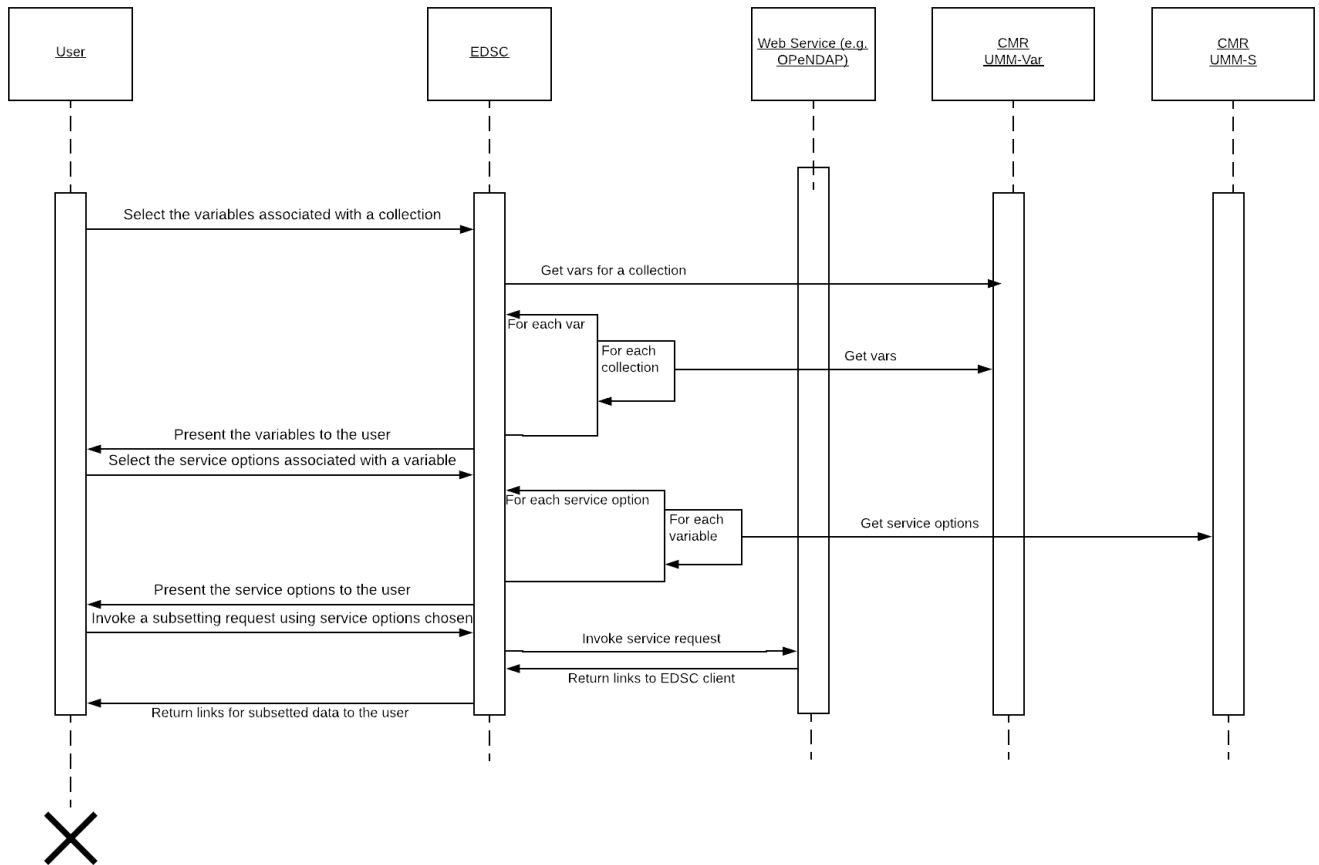 User
EDSC
Web Service (e.g.
OPeNDAP)
CMR
UMM-Var
CMR
UMM-S
Select the variables associated with a collection
Get vars for a collection
For each var
For each
collection
Get vars
Present the variables to the user
Select the service options associated with a variable
For each service option
For each
variable
Get service options
Present the service options to the user
Invoke a subsetting request using service options chosen
Invoke service request
Return links to EDSC client
Return links for subsetted data to the user